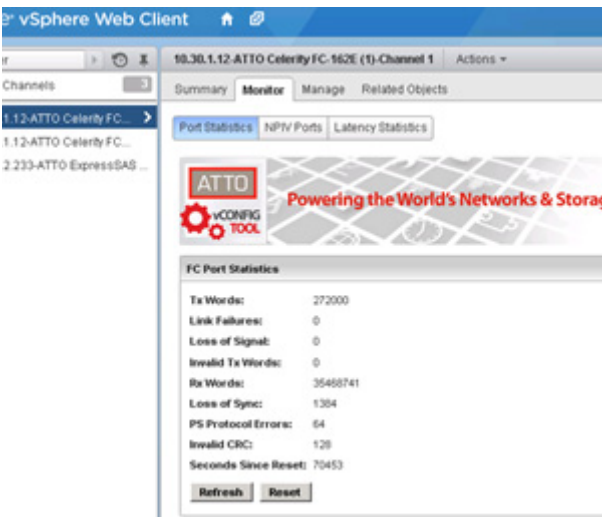 vSphere Web Client
10.30.1.12-ATTO Celerity FC-162E (1)-Channel 1 Actions
Channels
Summary Monitor Manage Related Objects
1.12-ATTO Celerity FC...
1.12-ATTO Celerity FC...
2.233-ATTO ExpressSAS ...
Port Statistics NPIV Ports Latency Statistics
ATTO
vCONFIG
TOOL
Powering the World's Networks & Storag
FC Port Statistics
Tx Words: 272000
Link Failures: 0
Loss of Signal: 0
Invalid Tx Words: 0
Rx Words: 35468741
Loss of Sync: 1384
PS Protocol Errors: 64
Invalid CRC: 128
Seconds Since Reset: 70453
Refresh Reset